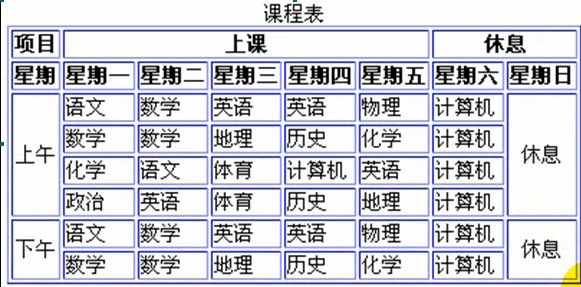 课程表
项目 上课 休息
星期 星期一 星期二 星期三 星期四 星期五 星期六 星期日
上午 语文 数学 英语 英语 物理 计算机 休息
数学 数学 地理 历史 化学 计算机
化学 语文 体育 计算机 英语 计算机
政治 英语 体育 历史 地理 计算机
下午 语文 数学 英语 英语 物理 计算机 休息
数学 数学 地理 历史 化学 计算机